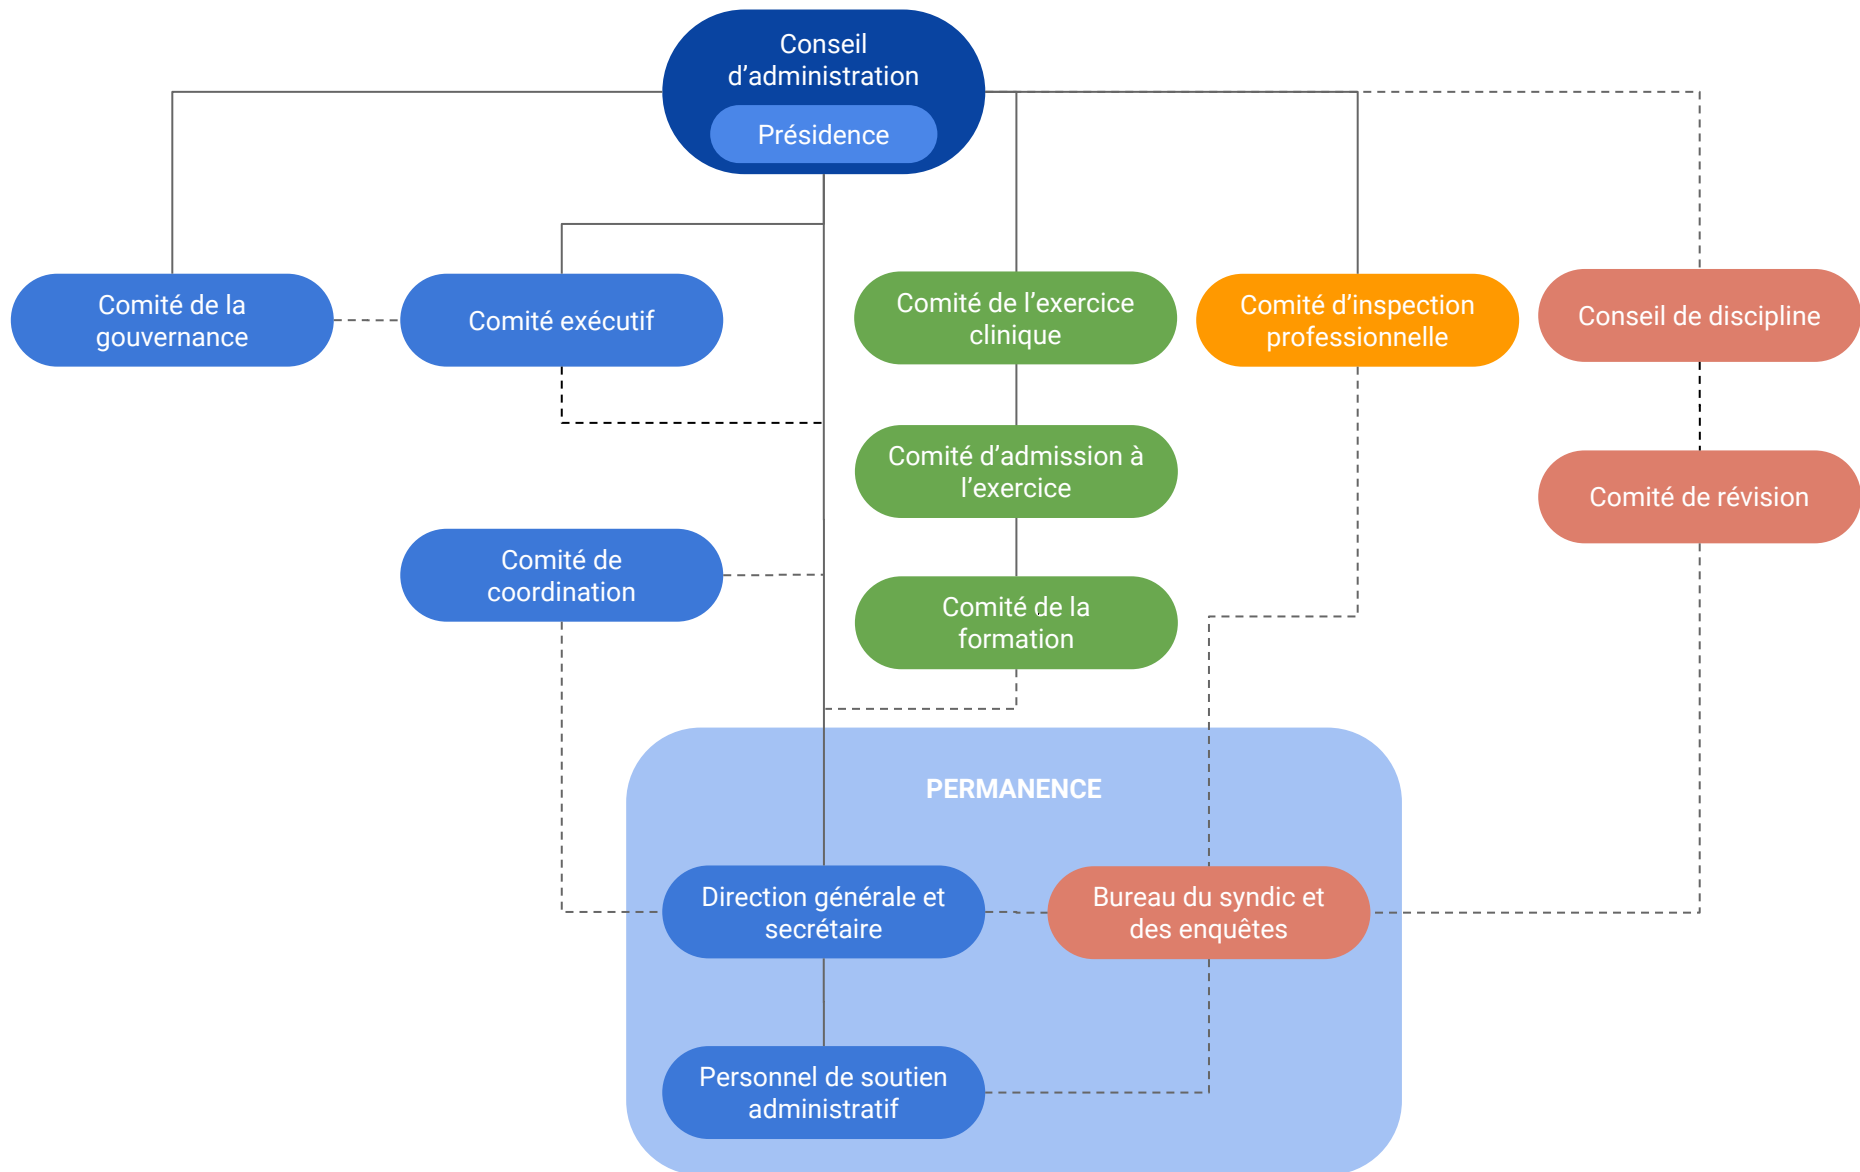 Conseil
d’administration
Présidence
Comité de la
gouvernance
Comité exécutif
Comité de l’exercice
clinique
Comité d’inspection
professionnelle
Conseil de discipline
Comité d’admission à
l’exercice
Comité de révision
Comité de
coordination
Comité de la
formation
PERMANENCE
Direction générale et
secrétaire
Bureau du syndic et
des enquêtes
Personnel de soutien
administratif